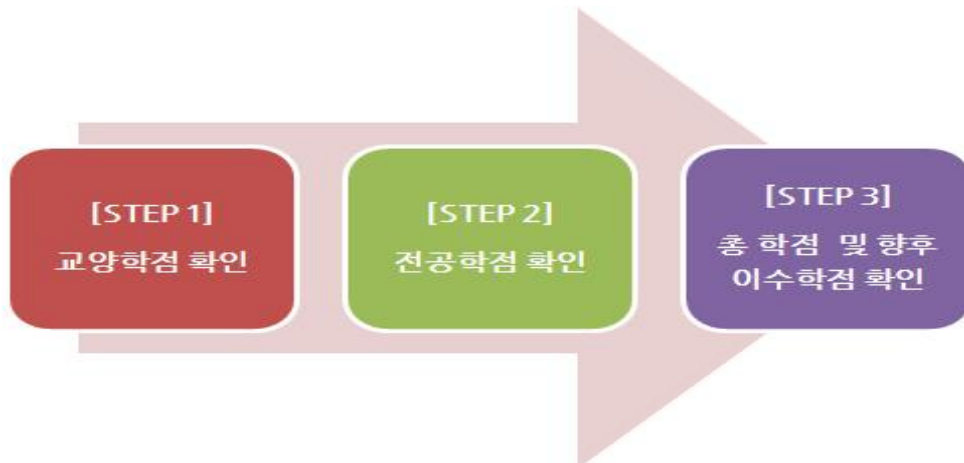 [STEP 1]
교양학점 확인
[STEP 2]
전공학점 확인
[STEP 3]
총 학점 및 향후
이수학점 확인